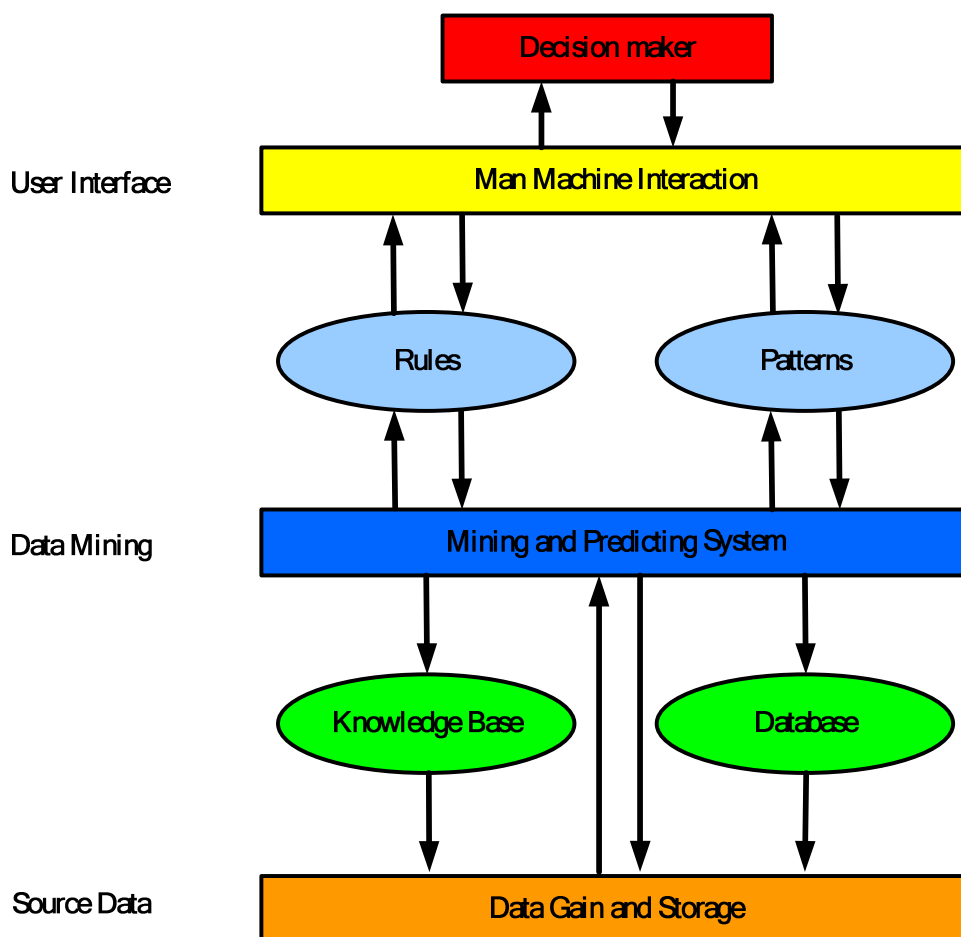 Decision maker
User Interface
Man Machine Interaction
Rules
Patterns
Data Mining
Mining and Predicting System
Knowledge Base
Database
Source Data
Data Gain and Storage